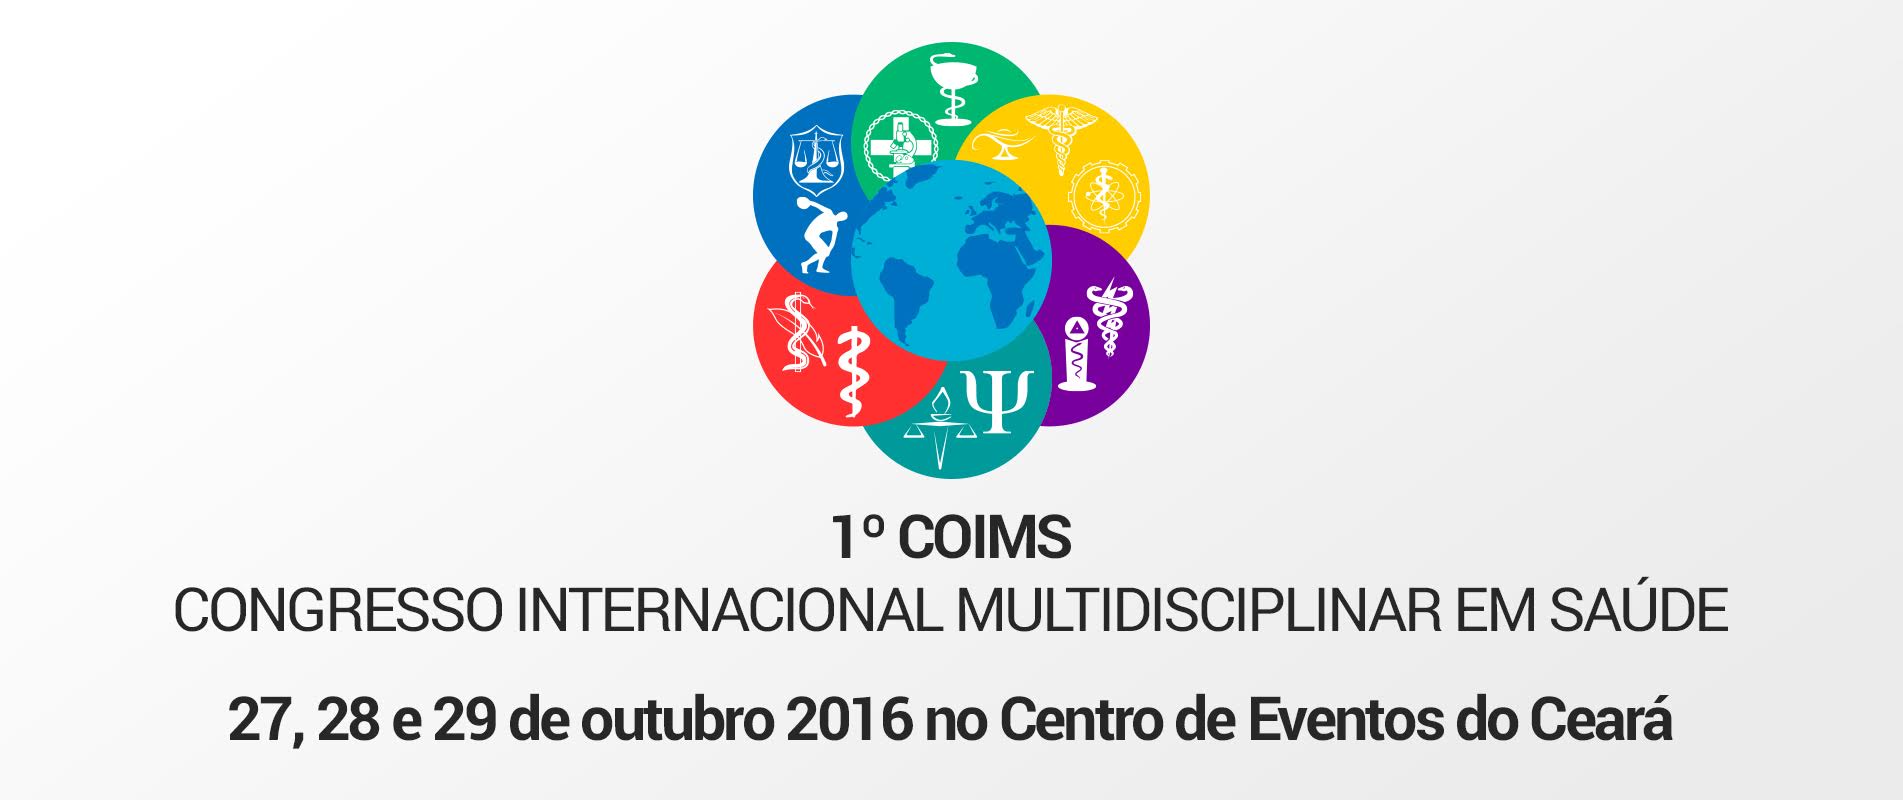 1º COIMS
CONGRESSO INTERNACIONAL MULTIDISCIPLINAR EM SAÚDE
27, 28 e 29 de outubro 2016 no Centro de Eventos do Ceará